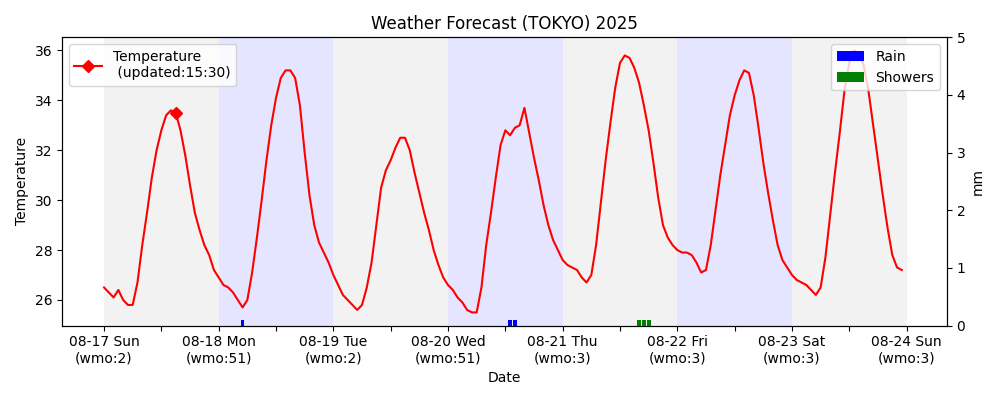 Weather Forecast (TOKYO) 2025
Temperature
(updated:15:30)
Rain
Showers
Temperature
36
34
32
30
28
26
5
4
3
2
1
0
mm
08-17 Sun
(wmo:2)
08-18 Mon
(wmo:51)
08-19 Tue
(wmo:2)
08-20 Wed
(wmo:51)
08-21 Thu
(wmo:3)
08-22 Fri
(wmo:3)
08-23 Sat
(wmo:3)
08-24 Sun
(wmo:3)
Date